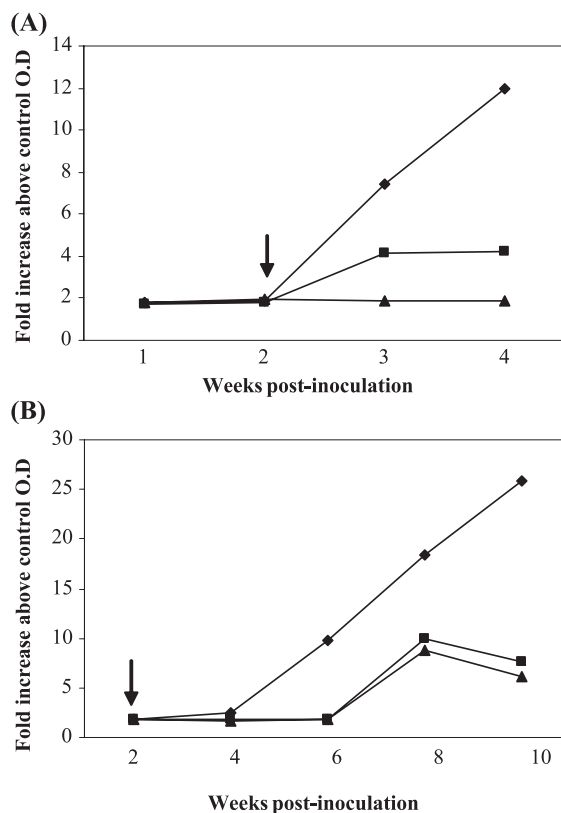 (A)
Fold increase above control O.D
14
12
10
8
6
4
2
0
1 2 3 4
Weeks post-inoculation
(B)
Fold increase above control O.D
30
25
20
15
10
5
0
2 4 6 8 10
Weeks post-inoculation